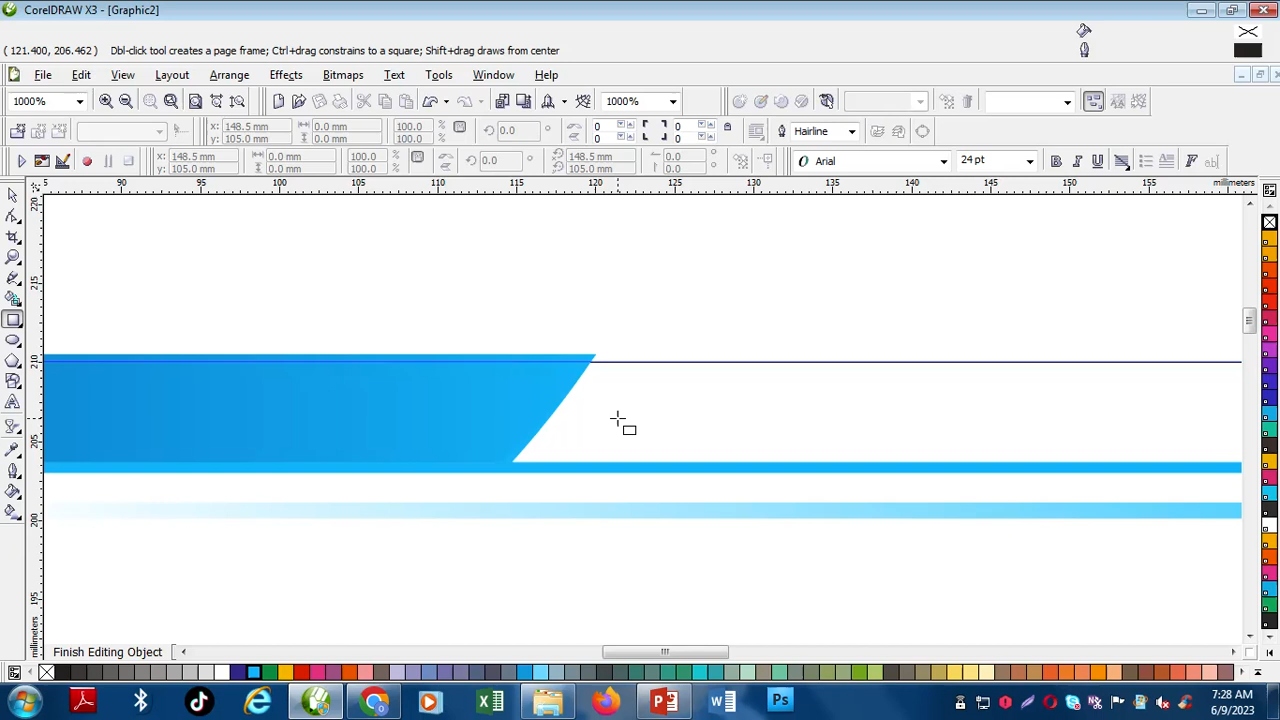 CorelDRAW X3 - [Graphic2]
( 121.400, 206.462 ) Dbl-click tool creates a page frame; Ctrl+drag constrains to a square; Shift+drag draws from center
File Edit View Layout Arrange Effects Bitmaps Text Tools Window Help
1000% 1000%
x: 148.5 mm 0.0 mm 100.0 % 0.0 ° 0 0 Hairline
y: 105.0 mm 0.0 mm 100.0 % 0 0
x: 148.5 mm 0.0 mm 100.0 % 0.0 ° 148.5 mm 0.0 Arial 24 pt
y: 105.0 mm 0.0 mm 100.0 % 105.0 mm 0.0
5 90 95 100 105 110 115 120 125 130 135 140 145 150 155 millimeters
220
215
210
205
200
195
millimeters
Finish Editing Object
7:28 AM
6/9/2023